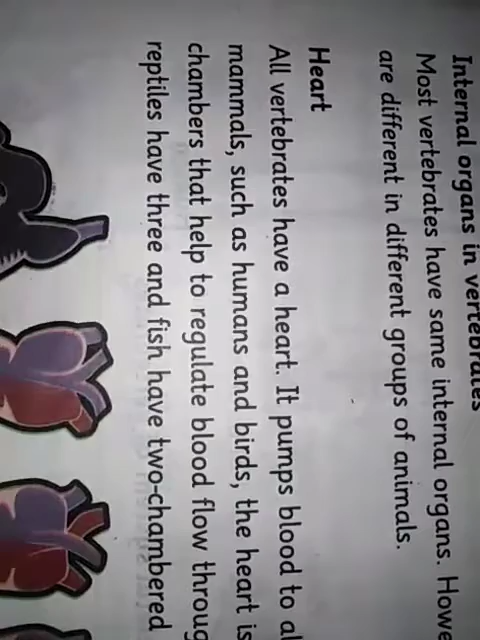 Internal organs in vertebrates
Most vertebrates have same internal organs. Howe
are different in different groups of animals.
Heart
All vertebrates have a heart. It pumps blood to al
mammals, such as humans and birds, the heart is
chambers that help to regulate blood flow throug
reptiles have three and fish have two-chambered